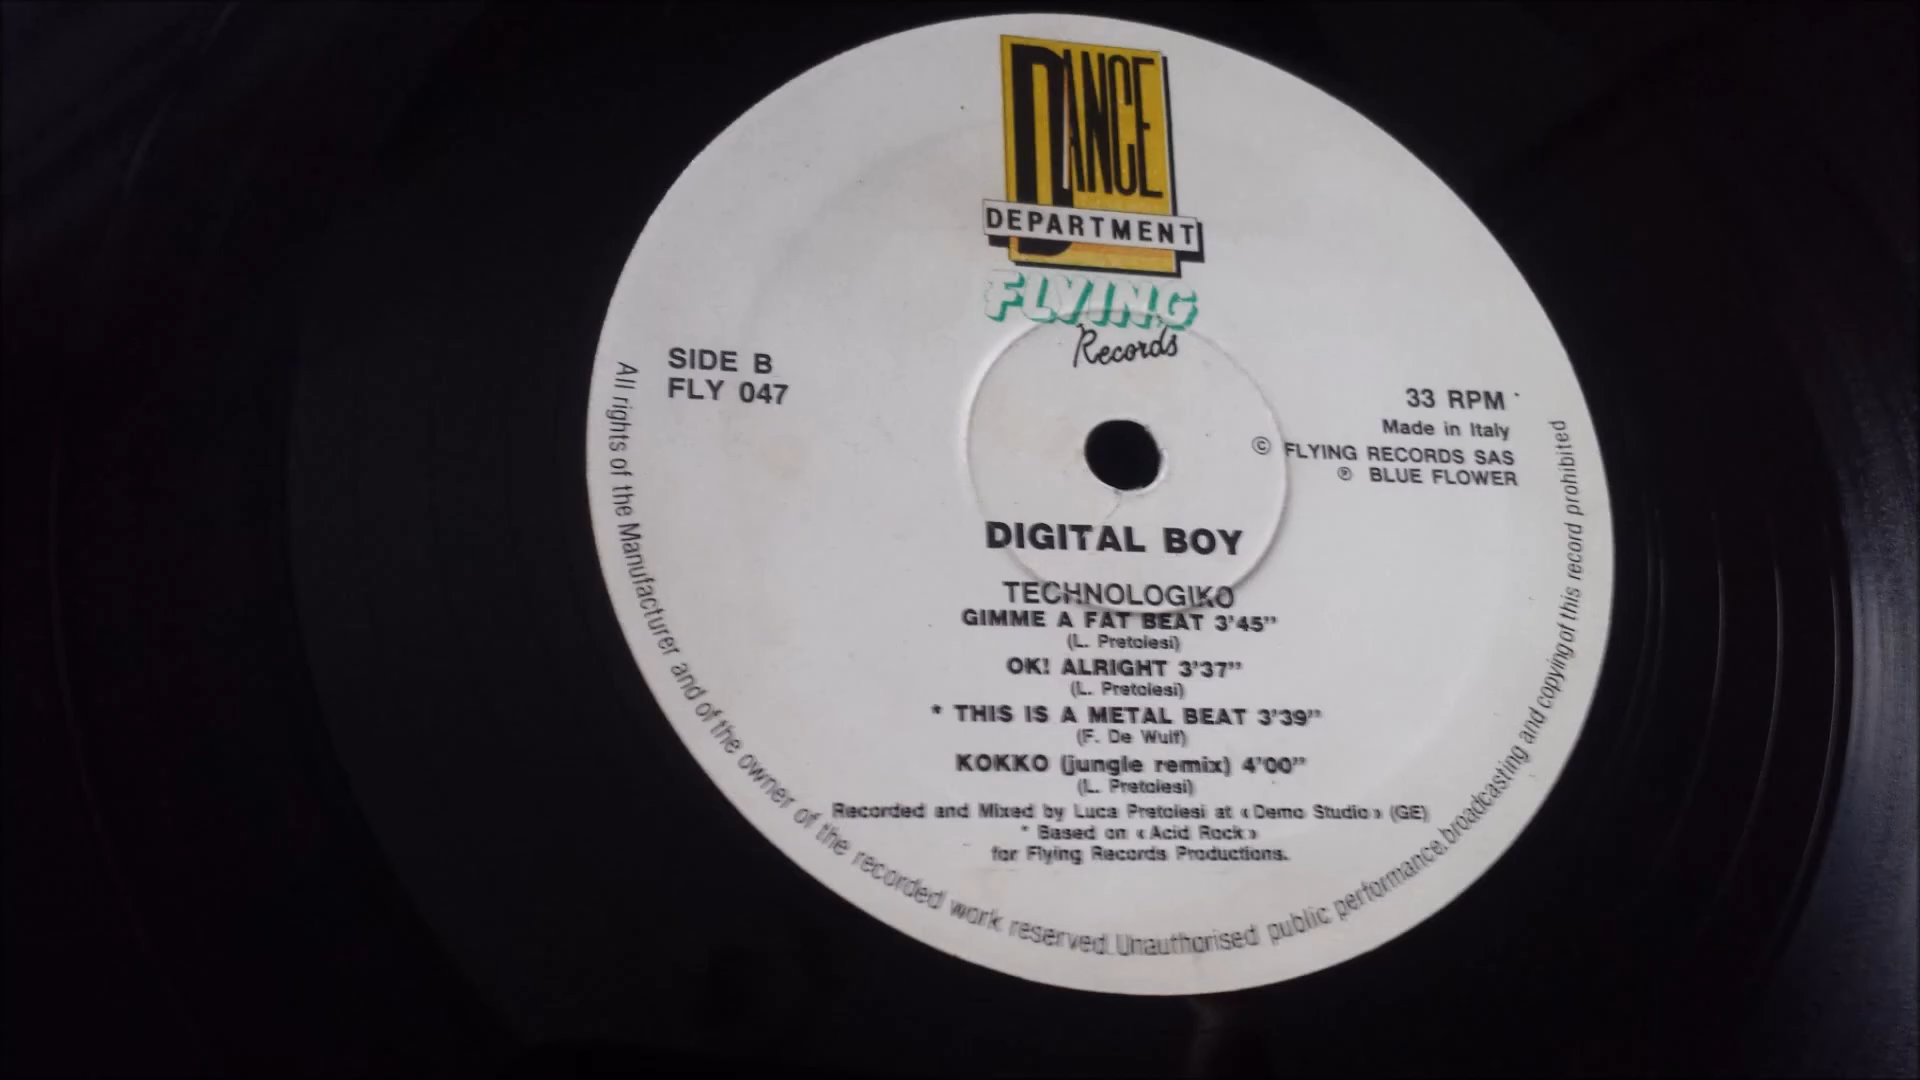 DANCE
DEPARTMENT
FLYING
Records
SIDE B
FLY 047
33 RPM
Made in Italy
© FLYING RECORDS SAS
℗ BLUE FLOWER
DIGITAL BOY
TECHNOLOGIKO
GIMME A FAT BEAT 3'45"
(L. Pretolesi)
OK! ALRIGHT 3'37"
(L. Pretolesi)
* THIS IS A METAL BEAT 3'39"
(F. De Wulf)
KOKKO (jungle remix) 4'00"
(L. Pretolesi)
Recorded and Mixed by Luca Pretolesi at «Demo Studio» (GE)
* Based on «Acid Rock»
for Flying Records Productions.
All rights of the Manufacturer and of the owner of the recorded work reserved. Unauthorised public performance, broadcasting and copying of this record prohibited